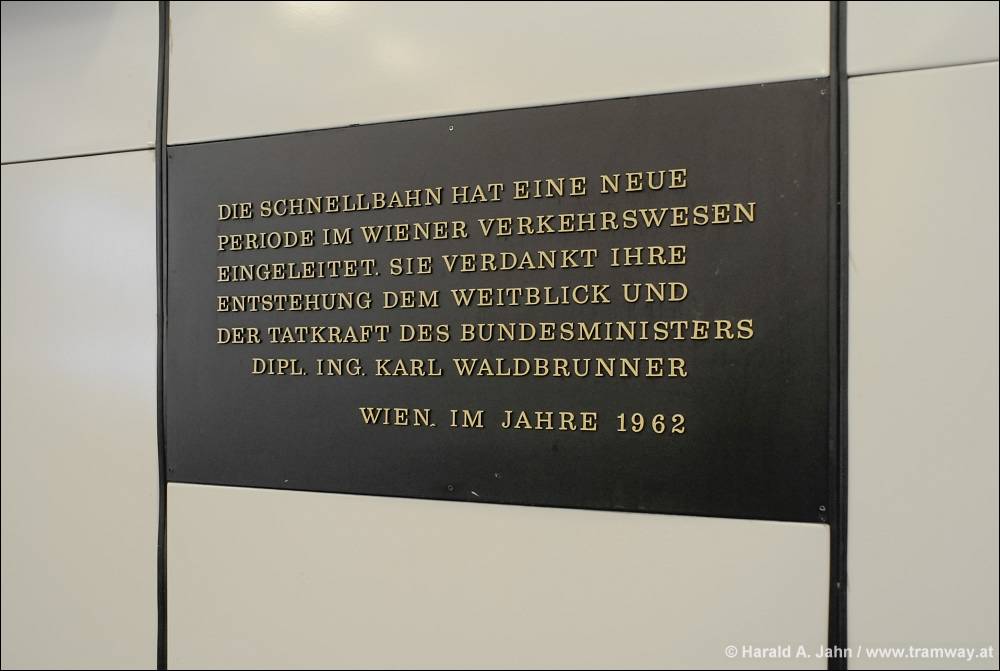 DIE SCHNELLBAHN HAT EINE NEUE
PERIODE IM WIENER VERKEHRSWESEN
EINGELEITET. SIE VERDANKT IHRE
ENTSTEHUNG DEM WEITBLICK UND
DER TATKRAFT DES BUNDESMINISTERS
DIPL. ING. KARL WALDBRUNNER
WIEN. IM JAHRE 1962
© Harald A. Jahn / www.tramway.at